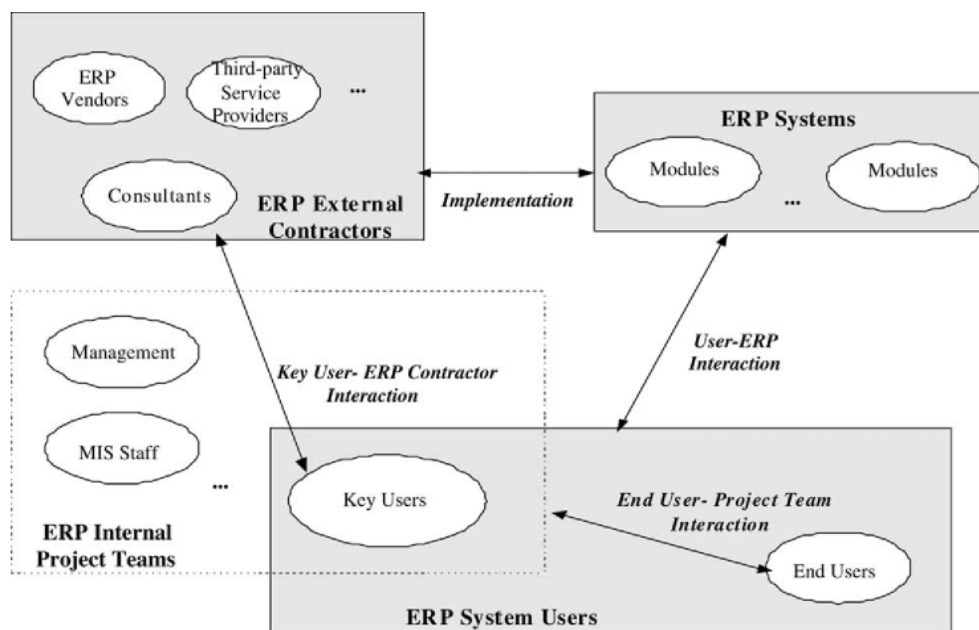 ERP
Vendors
Third-party
Service
Providers
...
Consultants
ERP External
Contractors
Implementation
ERP Systems
Modules
...
Modules
Management
MIS Staff
...
ERP Internal
Project Teams
Key User- ERP Contractor
Interaction
User-ERP
Interaction
Key Users
End User- Project Team
Interaction
End Users
ERP System Users